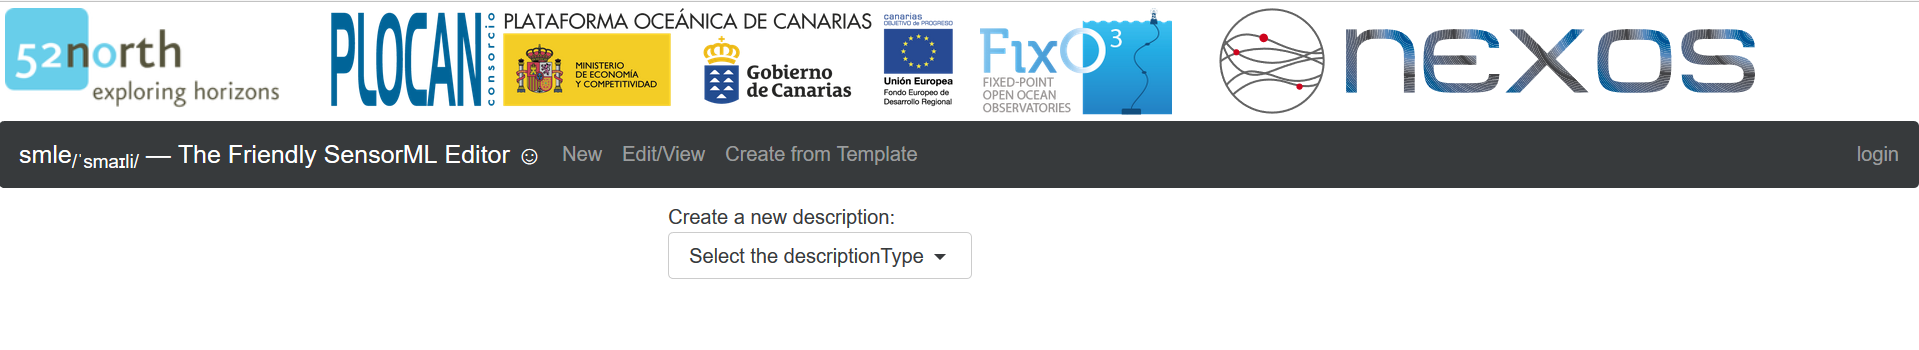 52north
exploring horizons
PLOCAN
consorcio
PLATAFORMA OCEÁNICA DE CANARIAS
MINISTERIO
DE ECONOMÍA
Y COMPETITIVIDAD
Gobierno
de Canarias
canarias
OBJETIVO DE PROGRESO
Unión Europea
Fondo Europeo de
Desarrollo Regional
FIXO3
FIXED-POINT
OPEN OCEAN
OBSERVATORIES
nexos
smle/ˈsmaɪli/ — The Friendly SensorML Editor ☺ New Edit/View Create from Template login
Create a new description:
Select the descriptionType